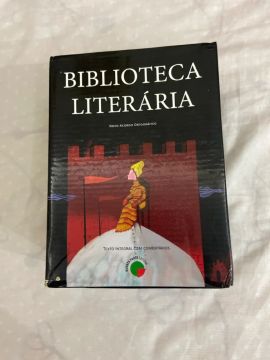 BIBLIOTECA
LITERÁRIA
Novo Acordo Ortográfico
Texto integral com comentários